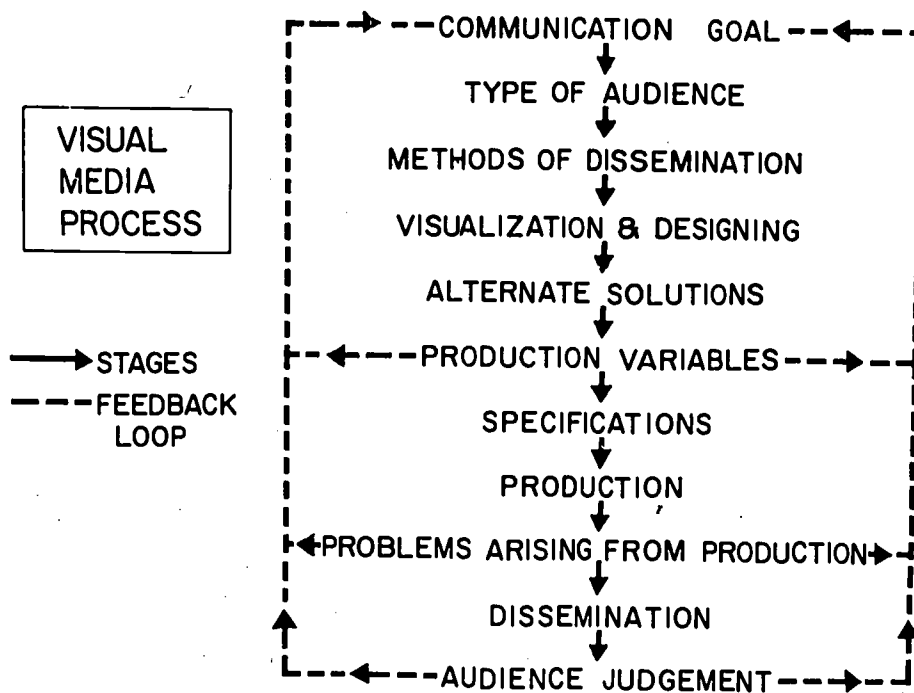 COMMUNICATION GOAL
TYPE OF AUDIENCE
VISUAL
MEDIA
PROCESS
METHODS OF DISSEMINATION
VISUALIZATION & DESIGNING
ALTERNATE SOLUTIONS
STAGES
PRODUCTION VARIABLES
FEEDBACK
LOOP
SPECIFICATIONS
PRODUCTION
PROBLEMS ARISING FROM PRODUCTION
DISSEMINATION
AUDIENCE JUDGEMENT